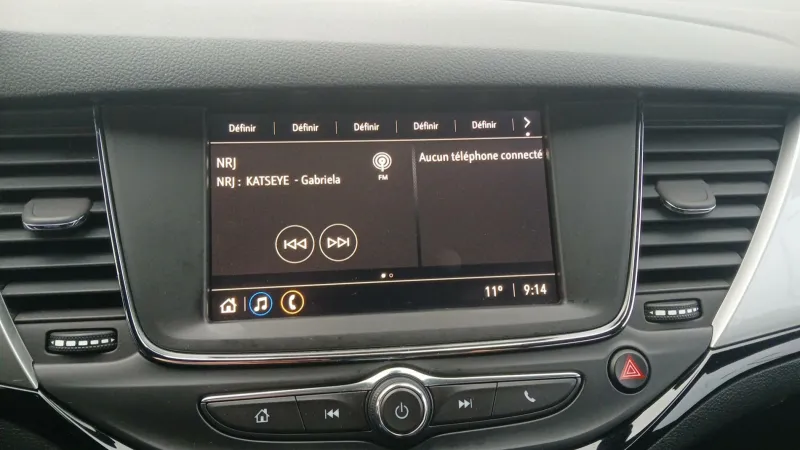 Définir Définir Définir Définir Définir
NRJ
FM
NRJ : KATSEYE - Gabriela
Aucun téléphone connecté
11° 9:14